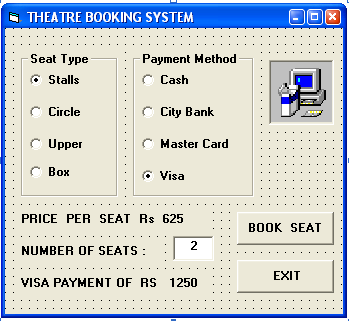 THEATRE BOOKING SYSTEM
Seat Type
Stalls
Circle
Upper
Box
Payment Method
Cash
City Bank
Master Card
Visa
PRICE PER SEAT Rs 625
NUMBER OF SEATS : 2
VISA PAYMENT OF RS 1250
BOOK SEAT
EXIT